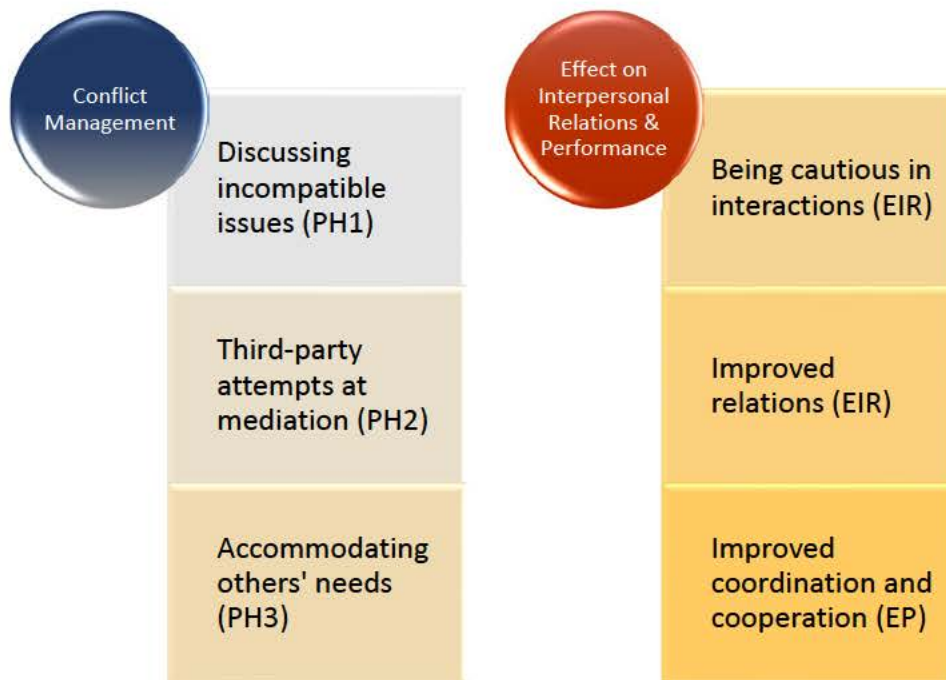 Conflict
Management
Discussing
incompatible
issues (PH1)
Third-party
attempts at
mediation (PH2)
Accommodating
others' needs
(PH3)
Effect on
Interpersonal
Relations &
Performance
Being cautious in
interactions (EIR)
Improved
relations (EIR)
Improved
coordination and
cooperation (EP)